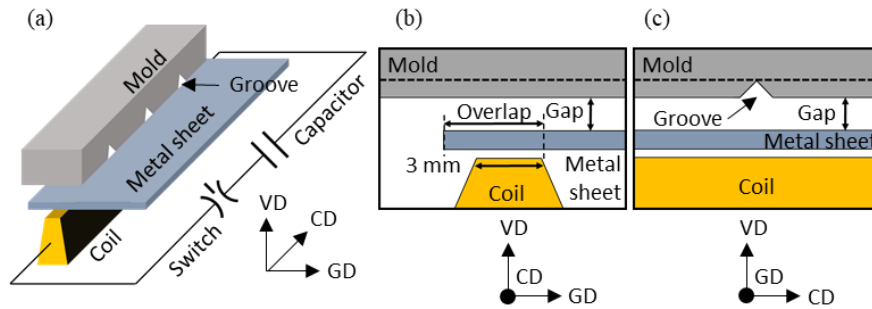 (a)
Mold
Groove
Metal sheet
Capacitor
Coil
Switch
VD
CD
GD
(b)
Mold
Overlap
Gap
3 mm
Metal
sheet
Coil
VD
CD
GD
(c)
Mold
Groove
Gap
Metal sheet
Coil
VD
GD
CD